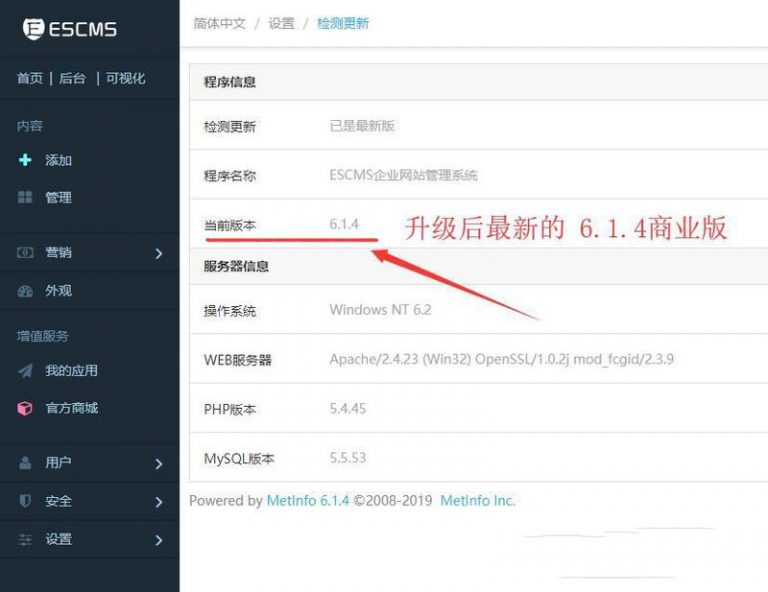 ESCMS
首页 | 后台 | 可视化
内容
添加
管理
营销
外观
增值服务
我的应用
官方商城
用户
安全
设置
简体中文 / 设置 / 检测更新
程序信息
检测更新 已是最新版
程序名称 ESCMS企业网站管理系统
当前版本 6.1.4
升级后最新的 6.1.4商业版
服务器信息
操作系统 Windows NT 6.2
WEB服务器 Apache/2.4.23 (Win32) OpenSSL/1.0.2j mod_fcgid/2.3.9
PHP版本 5.4.45
MySQL版本 5.5.53
Powered by MetInfo 6.1.4 ©2008-2019 MetInfo Inc.